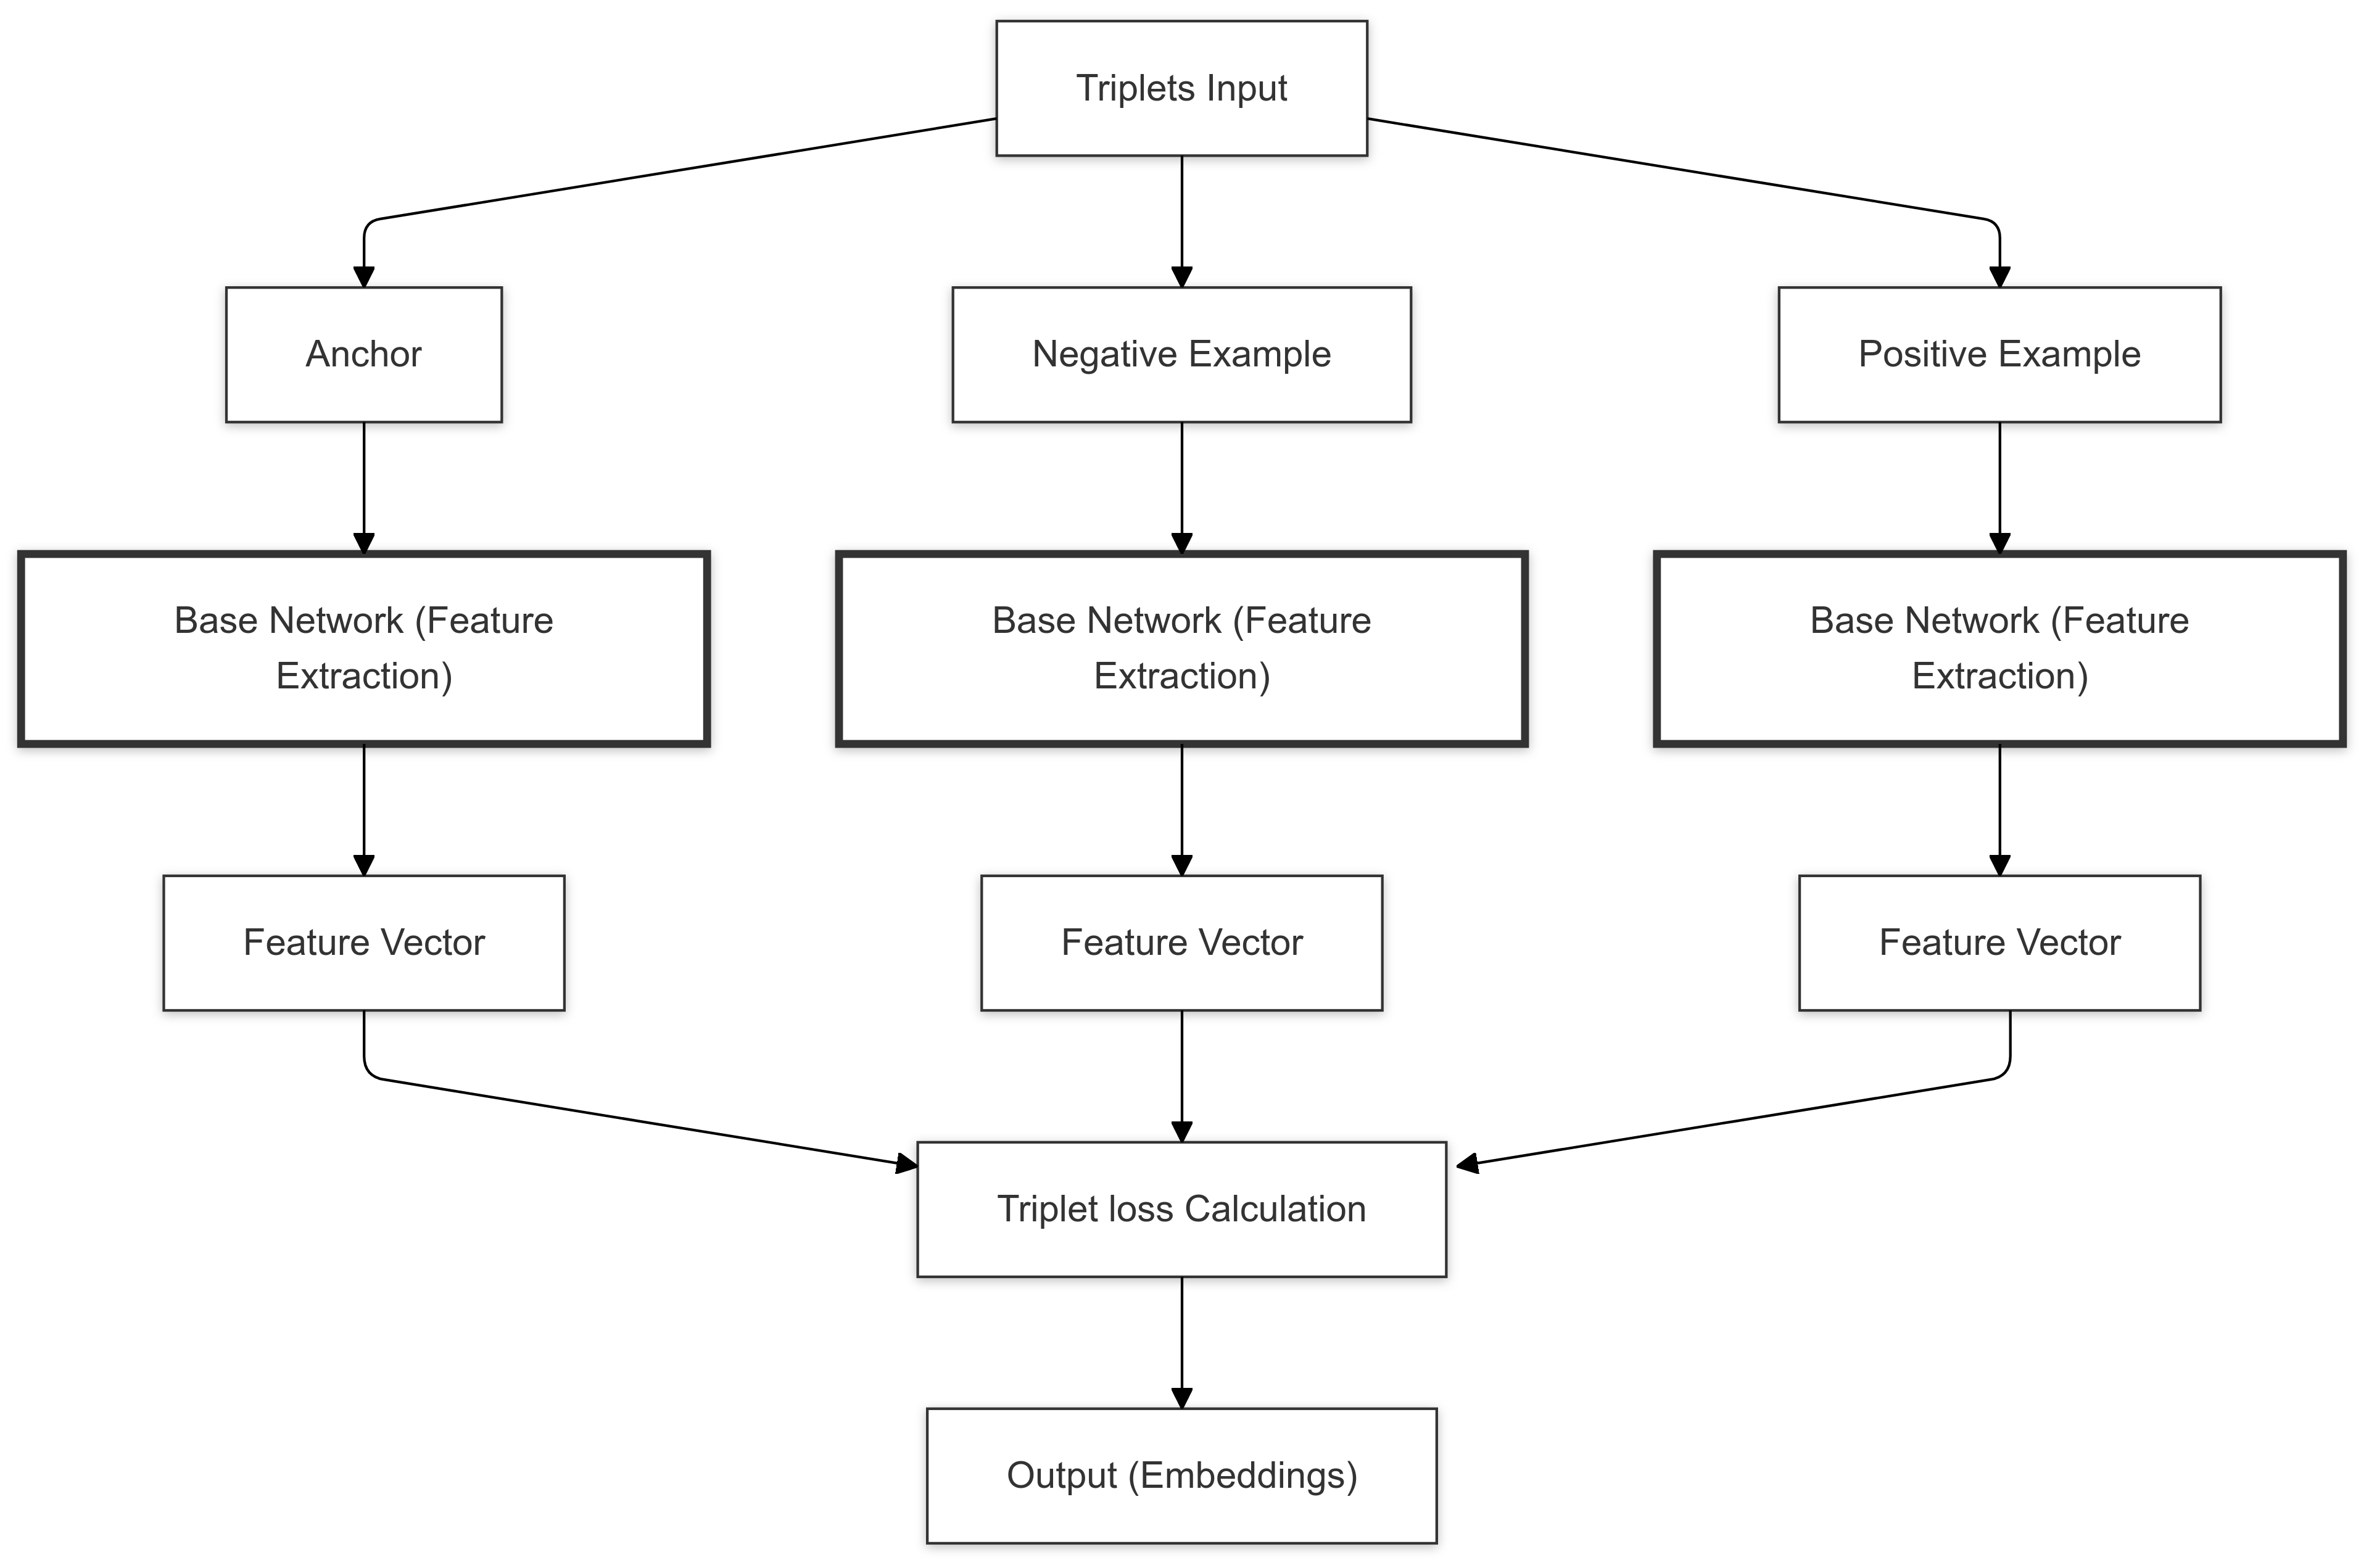 Triplets Input
Anchor
Negative Example
Positive Example
Base Network (Feature
Extraction)
Base Network (Feature
Extraction)
Base Network (Feature
Extraction)
Feature Vector
Feature Vector
Feature Vector
Triplet loss Calculation
Output (Embeddings)